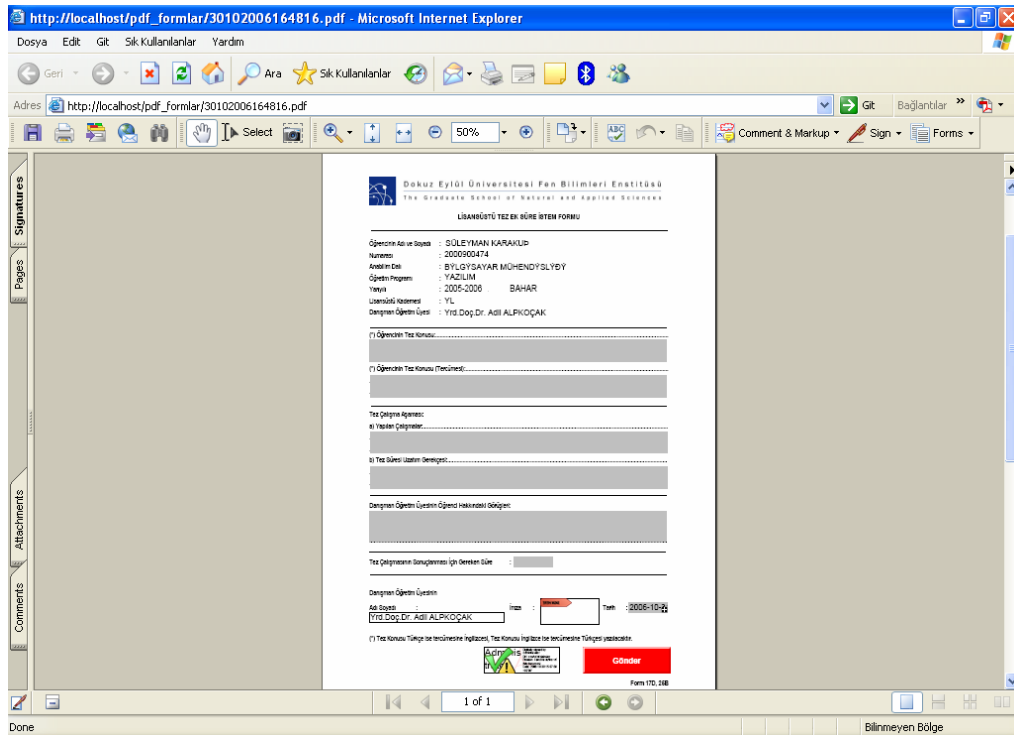 http://localhost/pdf_formlar/30102006164816.pdf - Microsoft Internet Explorer
Dosya Edit Git Sık Kullanılanlar Yardım
Geri Ara Sık Kullanılanlar
Adres http://localhost/pdf_formlar/30102006164816.pdf Git Bağlantılar
Select 50% Comment & Markup Sign Forms
Signatures
Pages
Attachments
Comments
Dokuz Eylül Üniversitesi Fen Bilimleri Enstitüsü
The Graduate School of Natural and Applied Sciences
LİSANSÜSTÜ TEZ EK SÜRE İSTEM FORMU
Öğrencinin Adı ve Soyadı : SÜLEYMAN KARAKUÞ
Numarası : 2000900474
Anabilim Dalı : BÝLGÝSAYAR MÜHENDÝSLÝÐÝ
Öğretim Programı : YAZILIM
Yarıyılı : 2005-2006 BAHAR
Lisansüstü Kademesi : YL
Danışman Öğretim Üyesi : Yrd.Doç.Dr. Adil ALPKOÇAK
(*) Öğrencinin Tez Konusu:
(*) Öğrencinin Tez Konusu (Tercümesi):
Tez Çalışma Aşaması:
a) Yapılan Çalışmalar:
b) Tez Süresi Uzatım Gerekçesi:
Danışman Öğretim Üyesinin Öğrenci Hakkındaki Görüşleri:
Tez Çalışmasının Sonuçlanması İçin Gereken Süre :
Danışman Öğretim Üyesinin
Adı Soyadı : İmza : Tarih : 2006-10-
Yrd.Doç.Dr. Adil ALPKOÇAK
(*) Tez Konusu Türkçe ise tercümesine İngilizcesi, Tez Konusu İngilizce ise tercümesine Türkçesi yazılacaktır.
Gönder
Form 17D, 26B
1 of 1
Done Bilinmeyen Bölge